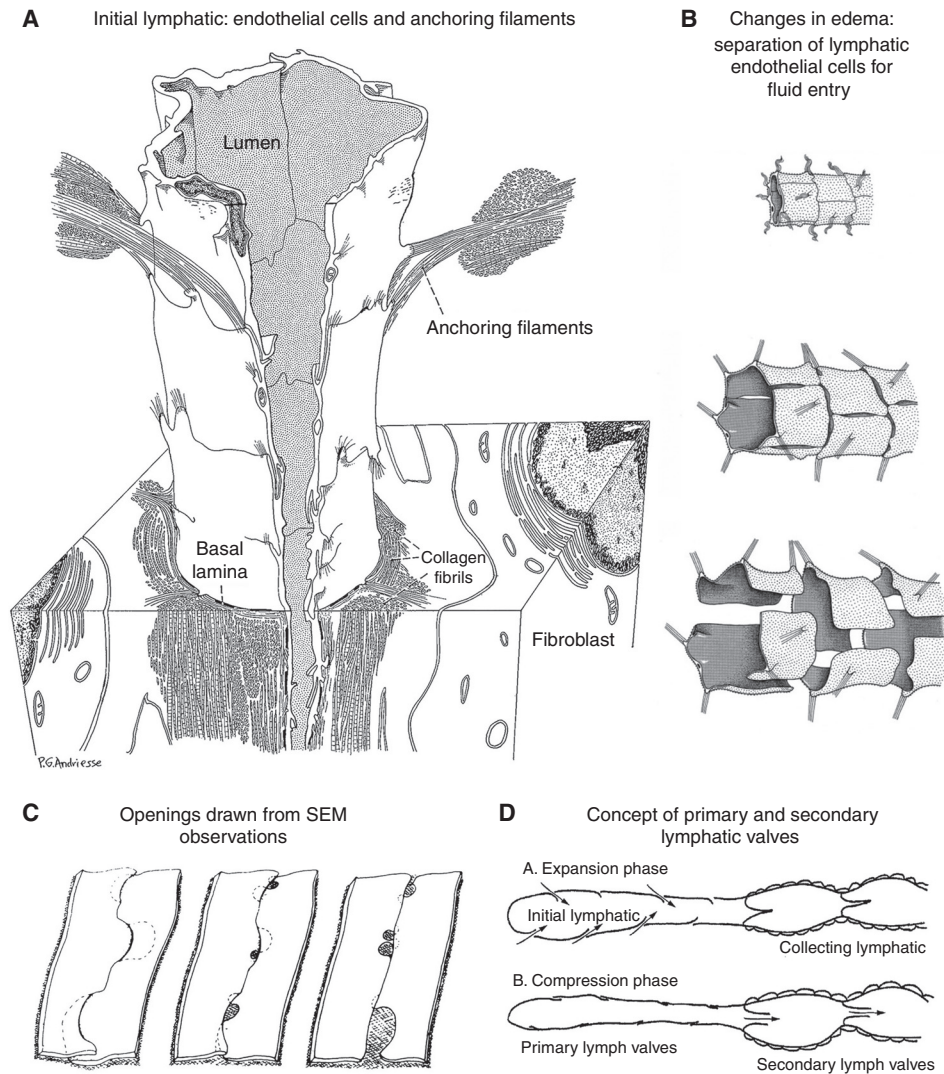 A Initial lymphatic: endothelial cells and anchoring filaments
Lumen
Anchoring filaments
Basal
lamina
Collagen
fibrils
Fibroblast
P.G.Andriesse
B Changes in edema:
separation of lymphatic
endothelial cells for
fluid entry
C Openings drawn from SEM
observations
D Concept of primary and secondary
lymphatic valves
A. Expansion phase
Initial lymphatic
Collecting lymphatic
B. Compression phase
Primary lymph valves
Secondary lymph valves